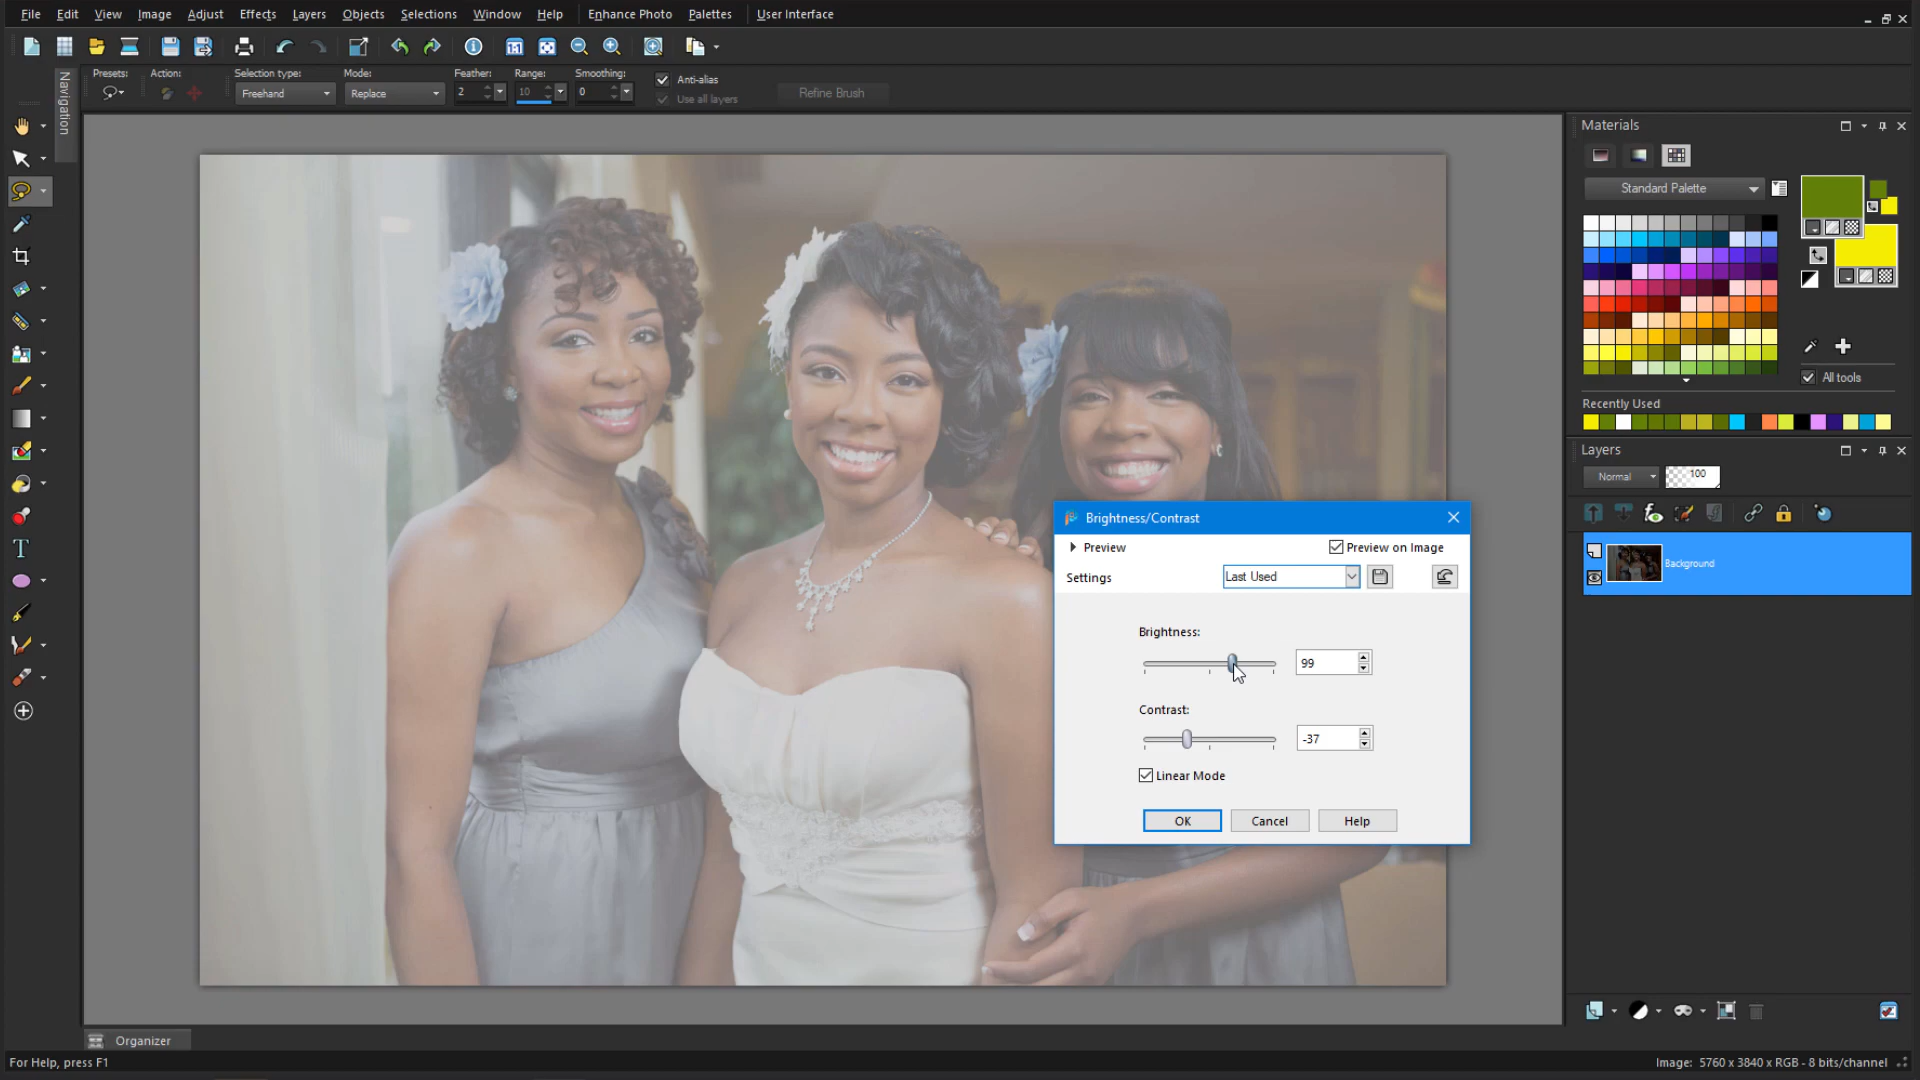 File Edit View Image Adjust Effects Layers Objects Selections Window Help Enhance Photo Palettes User Interface
Presets: Action: Selection type: Mode: Feather: Range: Smoothing: Anti-alias
Freehand Replace 2 10 0 Use all layers Refine Brush
Navigation
Materials
Standard Palette
All tools
Recently Used
Layers
Normal 100
Background
Brightness/Contrast
Preview Preview on Image
Settings Last Used
Brightness:
99
Contrast:
-37
Linear Mode
OK Cancel Help
Organizer
For Help, press F1 Image: 5760 x 3840 x RGB - 8 bits/channel